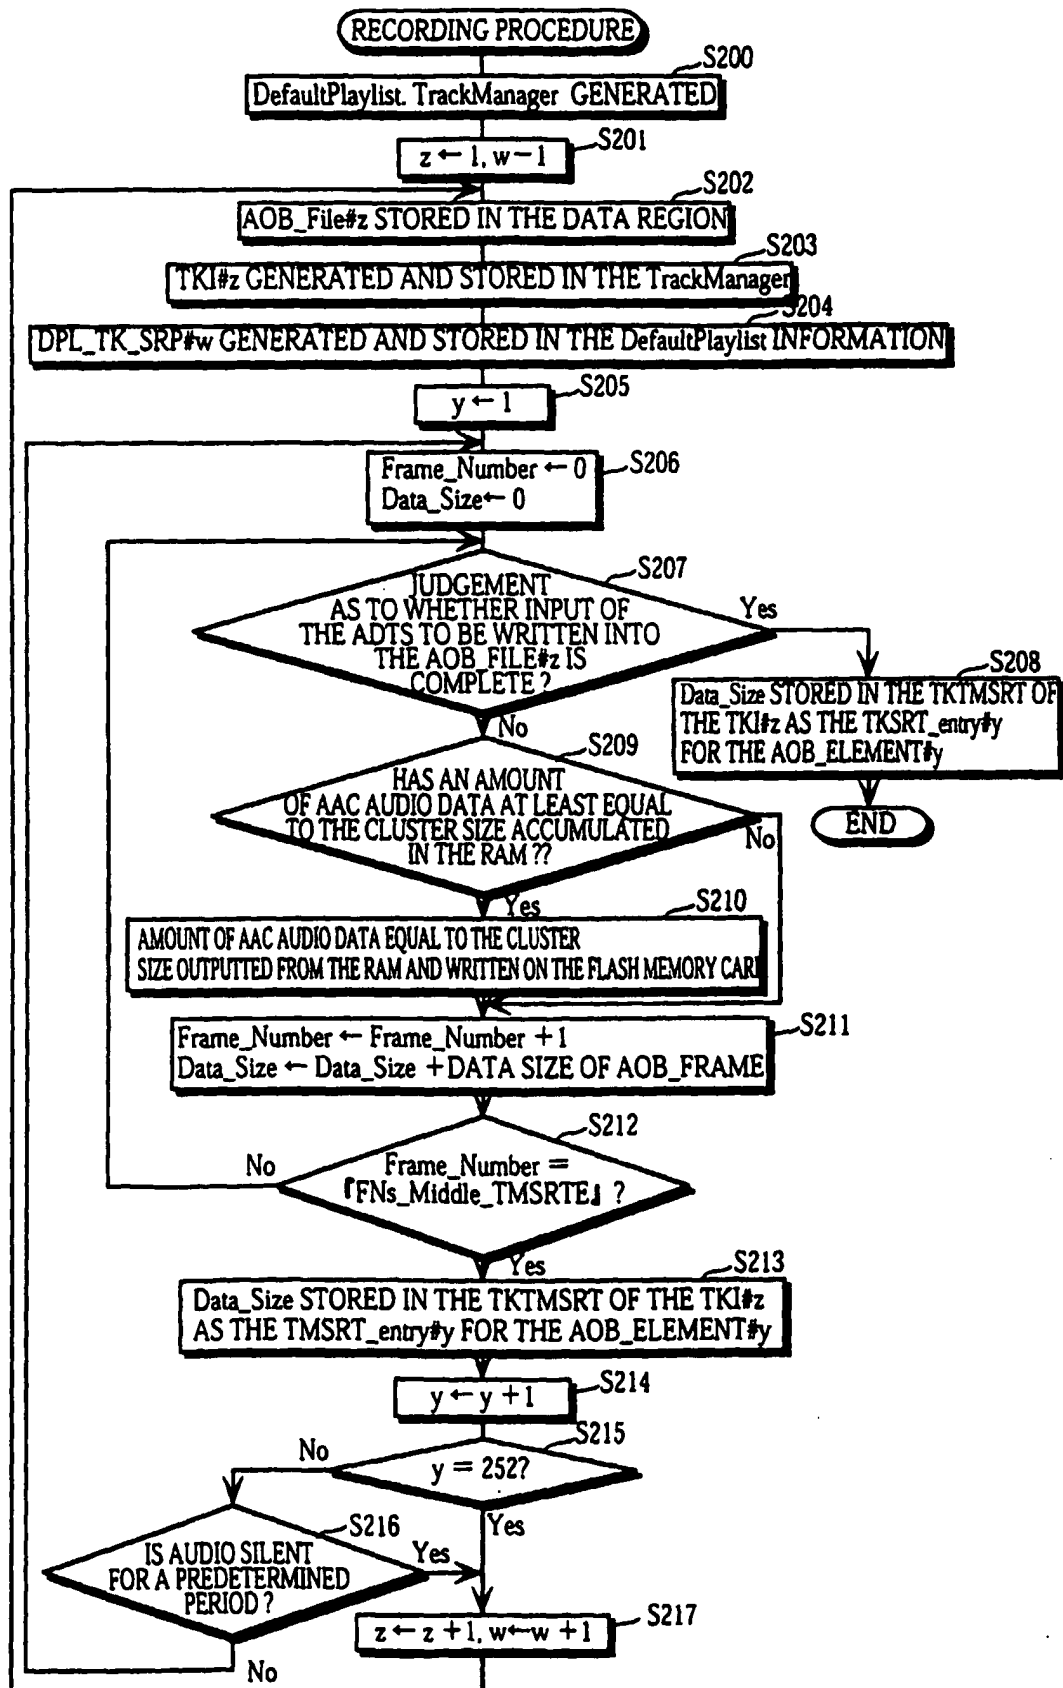 RECORDING PROCEDURE
S200
DefaultPlaylist. TrackManager GENERATED
S201
z ← 1, w−1
S202
AOB_File#z STORED IN THE DATA REGION
S203
TKI#z GENERATED AND STORED IN THE TrackManager
S204
DPL_TK_SRP#w GENERATED AND STORED IN THE DefaultPlaylist INFORMATION
S205
y ← 1
S206
Frame_Number ← 0
Data_Size← 0
S207
JUDGEMENT
AS TO WHETHER INPUT OF
THE ADTS TO BE WRITTEN INTO
THE AOB_FILE#z IS
COMPLETE ?
Yes
No
S208
Data_Size STORED IN THE TKTMSRT OF
THE TKI#z AS THE TKSRT_entry#y
FOR THE AOB_ELEMENT#y
END
S209
HAS AN AMOUNT
OF AAC AUDIO DATA AT LEAST EQUAL
TO THE CLUSTER SIZE ACCUMULATED
IN THE RAM ??
No
Yes
S210
AMOUNT OF AAC AUDIO DATA EQUAL TO THE CLUSTER
SIZE OUTPUTTED FROM THE RAM AND WRITTEN ON THE FLASH MEMORY CARD
S211
Frame_Number ← Frame_Number +1
Data_Size ← Data_Size +DATA SIZE OF AOB_FRAME
S212
No
Frame_Number =
『FNs_Middle_TMSRTE』 ?
Yes
S213
Data_Size STORED IN THE TKTMSRT OF THE TKI#z
AS THE TMSRT_entry#y FOR THE AOB_ELEMENT#y
S214
y ← y +1
S215
No
y = 252?
Yes
S216
IS AUDIO SILENT
FOR A PREDETERMINED
PERIOD ?
Yes
No
S217
z ← z +1, w←w +1